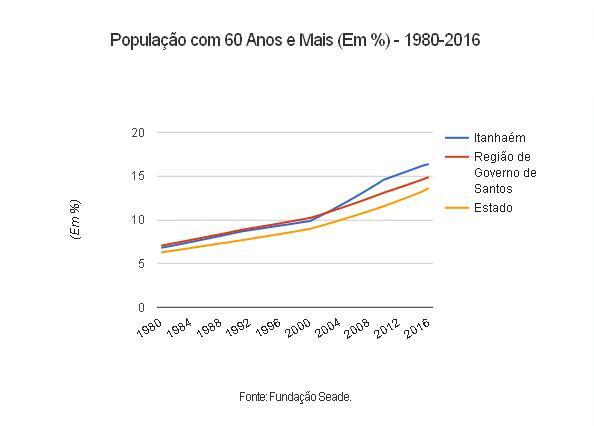 População com 60 Anos e Mais (Em %) - 1980-2016
20
15
10
5
0
(Em %)
1980
1984
1988
1992
1996
2000
2004
2008
2012
2016
Itanhaém
Região de
Governo de
Santos
Estado
Fonte: Fundação Seade.